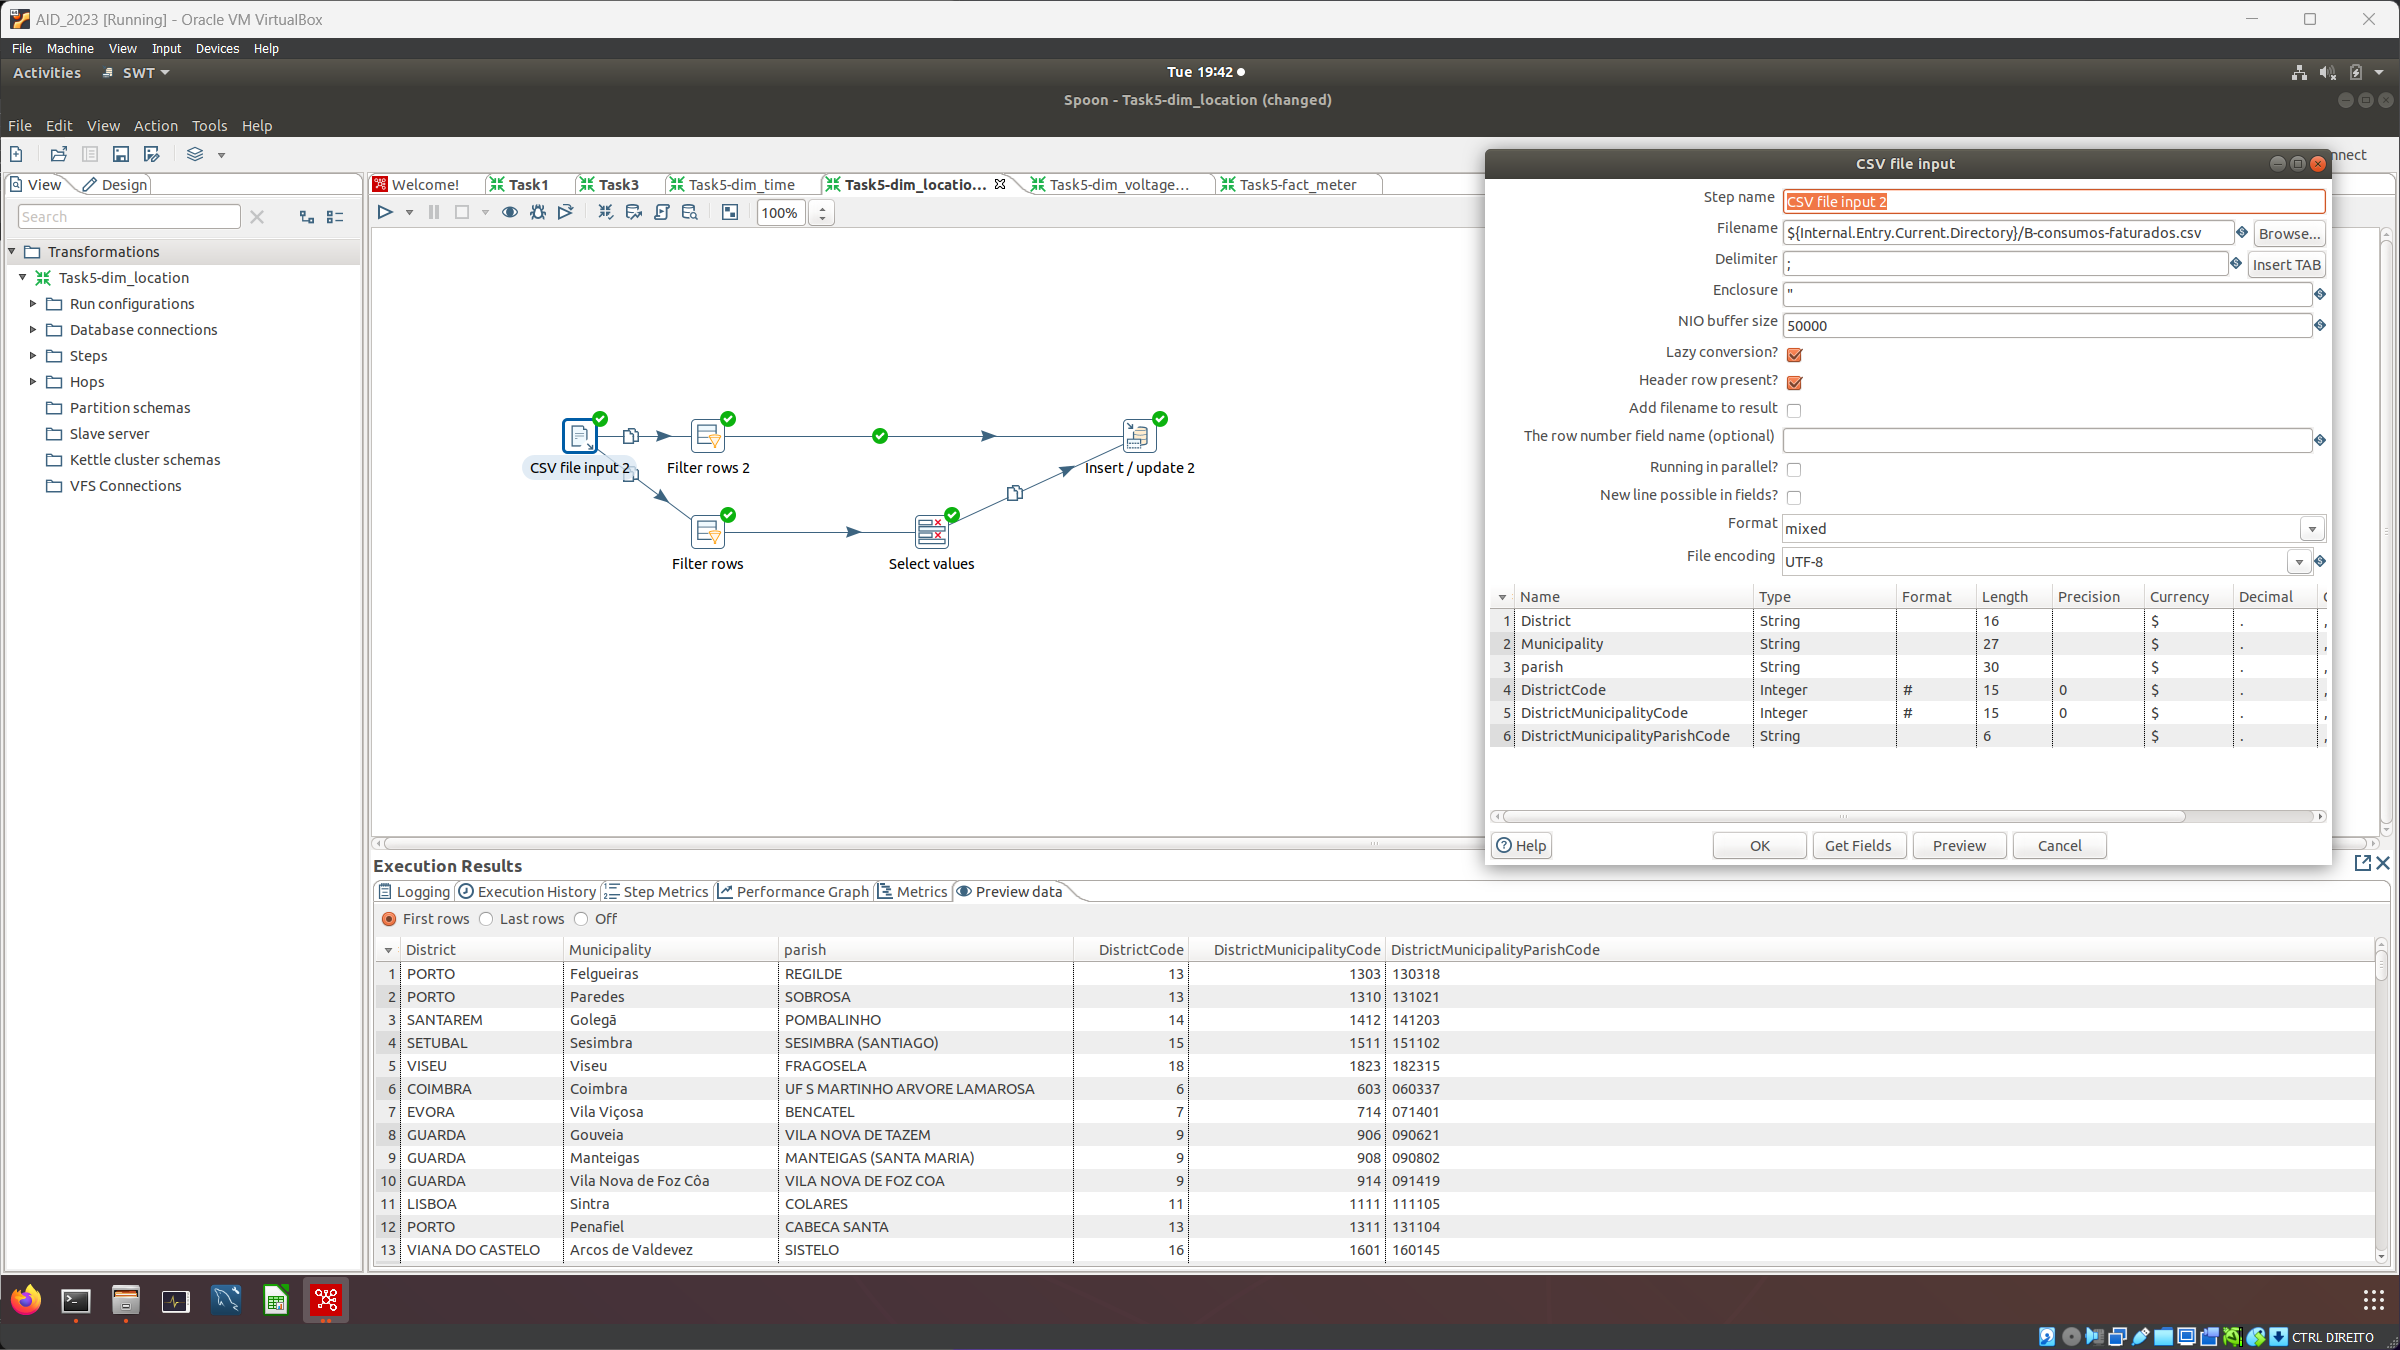 AID_2023 [Running] - Oracle VM VirtualBox
File Machine View Input Devices Help
Activities SWT Tue 19:42
Spoon - Task5-dim_location (changed)
File Edit View Action Tools Help
nnect
View Design
Welcome! Task1 Task3 Task5-dim_time Task5-dim_locatio... Task5-dim_voltage... Task5-fact_meter
Search
100%
Transformations
Task5-dim_location
Run configurations
Database connections
Steps
Hops
Partition schemas
Slave server
Kettle cluster schemas
VFS Connections
CSV file input 2
Filter rows 2
Insert / update 2
Filter rows
Select values
CSV file input
Step name CSV file input 2
Filename ${Internal.Entry.Current.Directory}/B-consumos-faturados.csv Browse...
Delimiter ; Insert TAB
Enclosure "
NIO buffer size 50000
Lazy conversion?
Header row present?
Add filename to result
The row number field name (optional)
Running in parallel?
New line possible in fields?
Format mixed
File encoding UTF-8
Name Type Format Length Precision Currency Decimal
1 District String 16 $ . ,
2 Municipality String 27 $ . ,
3 parish String 30 $ . ,
4 DistrictCode Integer # 15 0 $ . ,
5 DistrictMunicipalityCode Integer # 15 0 $ . ,
6 DistrictMunicipalityParishCode String 6 $ . ,
Help OK Get Fields Preview Cancel
Execution Results
Logging Execution History Step Metrics Performance Graph Metrics Preview data
First rows Last rows Off
District Municipality parish DistrictCode DistrictMunicipalityCode DistrictMunicipalityParishCode
1 PORTO Felgueiras REGILDE 13 1303 130318
2 PORTO Paredes SOBROSA 13 1310 131021
3 SANTAREM Golegã POMBALINHO 14 1412 141203
4 SETUBAL Sesimbra SESIMBRA (SANTIAGO) 15 1511 151102
5 VISEU Viseu FRAGOSELA 18 1823 182315
6 COIMBRA Coimbra UF S MARTINHO ARVORE LAMAROSA 6 603 060337
7 EVORA Vila Viçosa BENCATEL 7 714 071401
8 GUARDA Gouveia VILA NOVA DE TAZEM 9 906 090621
9 GUARDA Manteigas MANTEIGAS (SANTA MARIA) 9 908 090802
10 GUARDA Vila Nova de Foz Côa VILA NOVA DE FOZ COA 9 914 091419
11 LISBOA Sintra COLARES 11 1111 111105
12 PORTO Penafiel CABECA SANTA 13 1311 131104
13 VIANA DO CASTELO Arcos de Valdevez SISTELO 16 1601 160145
CTRL DIREITO